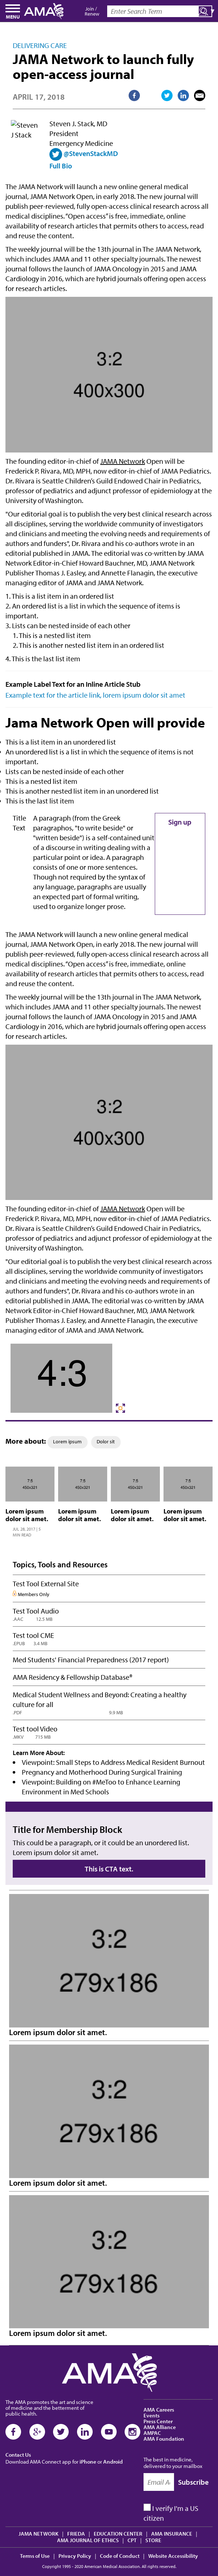 MENU
AMA
Join /
Renew
Enter Search Term
DELIVERING CARE
JAMA Network to launch fully
open-access journal
APRIL 17, 2018
Steven
J Stack
Steven J. Stack, MD
President
Emergency Medicine
@StevenStackMD
Full Bio
The JAMA Network will launch a new online general medical
journal, JAMA Network Open, in early 2018. The new journal will
publish peer reviewed, fully open-access clinical research across all
medical disciplines. "Open access" is free, immediate, online
availability of research articles that permits others to access, read
and reuse the content.
The weekly journal will be the 13th journal in The JAMA Network,
which includes JAMA and 11 other specialty journals. The newest
journal follows the launch of JAMA Oncology in 2015 and JAMA
Cardiology in 2016, which are hybrid journals offering open access
for research articles.
3:2
400x300
The founding editor-in-chief of JAMA Network Open will be
Frederick P. Rivara, MD, MPH, now editor-in-chief of JAMA Pediatrics.
Dr. Rivara is Seattle Children's Guild Endowed Chair in Pediatrics,
professor of pediatrics and adjunct professor of epidemiology at the
University of Washington.
"Our editorial goal is to publish the very best clinical research across
all disciplines, serving the worldwide community of investigators
and clinicians and meeting the evolving needs and requirements of
authors and funders", Dr. Rivara and his co-authors wrote in an
editorial published in JAMA. The editorial was co-written by JAMA
Network Editor-in-Chief Howard Bauchner, MD, JAMA Network
Publisher Thomas J. Easley, and Annette Flanagin, the executive
managing editor of JAMA and JAMA Network.
1. This is a list item in an ordered list
2. An ordered list is a list in which the sequence of items is
important.
3. Lists can be nested inside of each other
1. This is a nested list item
2. This is another nested list item in an ordered list
4. This is the last list item
Example Label Text for an Inline Article Stub
Example text for the article link, lorem ipsum dolor sit amet
Jama Network Open will provide
This is a list item in an unordered list
An unordered list is a list in which the sequence of items is not
important.
Lists can be nested inside of each other
This is a nested list item
This is another nested list item in an unordered list
This is the last list item
Title
Text
A paragraph (from the Greek
paragraphos, "to write beside" or
"written beside") is a self-contained unit
of a discourse in writing dealing with a
particular point or idea. A paragraph
consists of one or more sentences.
Though not required by the syntax of
any language, paragraphs are usually
an expected part of formal writing,
used to organize longer prose.
Sign up
The JAMA Network will launch a new online general medical
journal, JAMA Network Open, in early 2018. The new journal will
publish peer reviewed, fully open-access clinical research across all
medical disciplines. "Open access" is free, immediate, online
availability of research articles that permits others to access, read
and reuse the content.
The weekly journal will be the 13th journal in The JAMA Network,
which includes JAMA and 11 other specialty journals. The newest
journal follows the launch of JAMA Oncology in 2015 and JAMA
Cardiology in 2016, which are hybrid journals offering open access
for research articles.
3:2
400x300
The founding editor-in-chief of JAMA Network Open will be
Frederick P. Rivara, MD, MPH, now editor-in-chief of JAMA Pediatrics.
Dr. Rivara is Seattle Children's Guild Endowed Chair in Pediatrics,
professor of pediatrics and adjunct professor of epidemiology at the
University of Washington.
"Our editorial goal is to publish the very best clinical research across
all disciplines, serving the worldwide community of investigators
and clinicians and meeting the evolving needs and requirements of
authors and funders". Dr. Rivara and his co-authors wrote in an
editorial published in JAMA. The editorial was co-written by JAMA
Network Editor-in-Chief Howard Bauchner, MD, JAMA Network
Publisher Thomas J. Easley, and Annette Flanagin, the executive
managing editor of JAMA and JAMA Network.
4:3
More about:
Lorem ipsum
Dolor sit
Lorem ipsum
dolor sit amet.
JUL 28, 2017 | 3
MIN READ
Lorem ipsum
dolor sit amet.
Lorem ipsum
dolor sit amet.
Lorem ipsum
dolor sit amet.
Topics, Tools and Resources
Test Tool External Site
Members Only
Test Tool Audio
.AAC 12.5 MB
Test tool CME
.EPUB 3.6 MB
Med Students' Financial Preparedness (2017 report)
AMA Residency & Fellowship Database®
Medical Student Wellness and Beyond: Creating a healthy
culture for all
.PDF 9.9 MB
Test tool Video
.MKV 715 MB
Learn More About:
Viewpoint: Small Steps to Address Medical Resident Burnout
Pregnancy and Motherhood During Surgical Training
Viewpoint: Building on #MeToo to Enhance Learning
Environment in Med Schools
Title for Membership Block
This could be a paragraph, or it could be an unordered list.
Lorem ipsum dolor sit amet.
This is CTA text.
3:2
279x186
Lorem ipsum dolor sit amet.
3:2
279x186
Lorem ipsum dolor sit amet.
3:2
279x186
Lorem ipsum dolor sit amet.
AMA
The AMA promotes the art and science
of medicine and the betterment of
public health.
Contact Us
Download AMA Connect app for iPhone or Android
AMA Careers
Events
Press Center
AMA Alliance
AMPAC
AMA Foundation
The best in medicine,
delivered to your mailbox
Email A
Subscribe
I verify I'm a US
citizen
JAMA NETWORK | FRIEDA | EDUCATION CENTER | AMA INSURANCE |
AMA JOURNAL OF ETHICS | CPT | STORE
Terms of Use | Privacy Policy | Code of Conduct | Website Accessibility
Copyright 1995 - 2020 American Medical Association. All rights reserved.